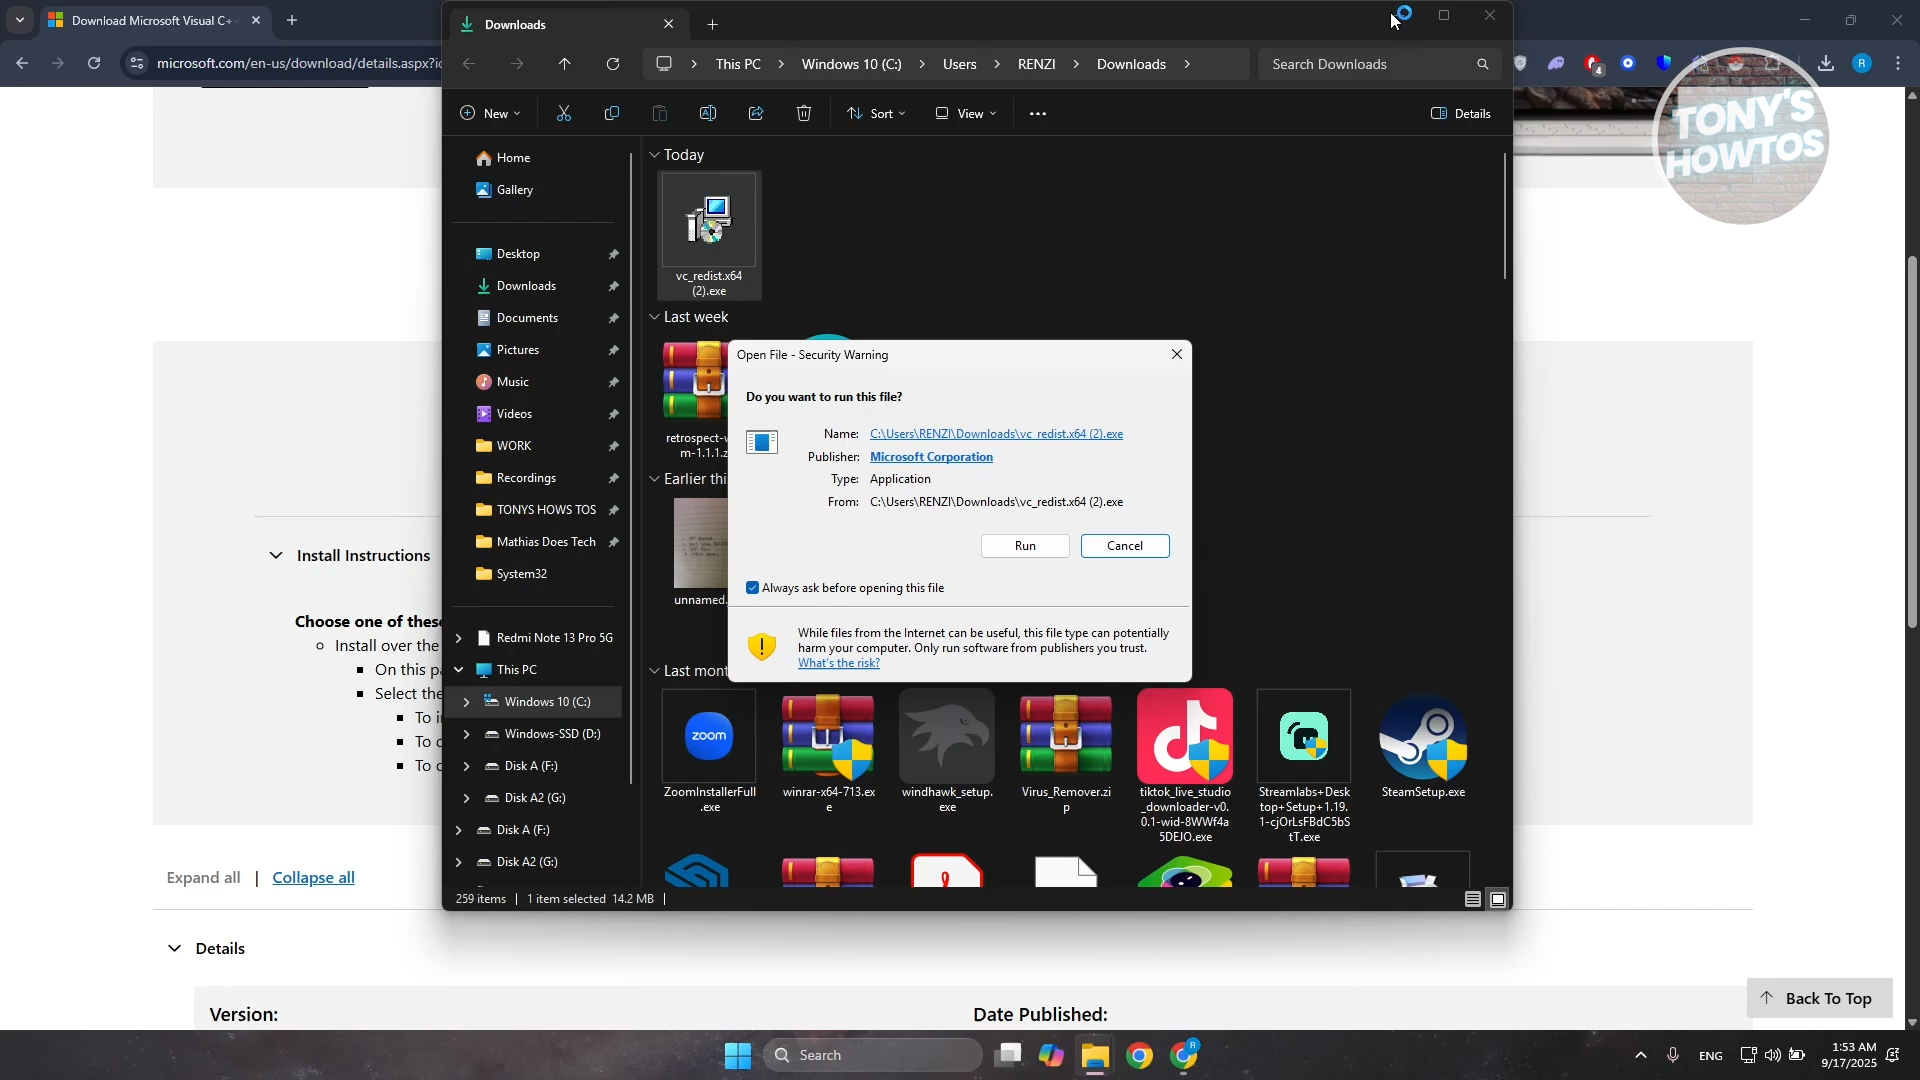 Download Microsoft Visual C+
microsoft.com/en-us/download/details.aspx?
4
R
TONY'S
HOWTOS
Downloads
This PC
Windows 10 (C:)
Users
RENZI
Downloads
Search Downloads
New
Sort
View
Details
Home
Gallery
Desktop
Downloads
Documents
Pictures
Music
Videos
WORK
Recordings
TONYS HOWS TOS
Mathias Does Tech
System32
Redmi Note 13 Pro 5G
This PC
Windows 10 (C:)
Windows-SSD (D:)
Disk A (F:)
Disk A2 (G:)
Disk A (F:)
Disk A2 (G:)
Today
vc_redist.x64
(2).exe
Last week
retrospect-
m-1.1.1.z
Earlier thi
unnamed.
Last mont
zoom
ZoomInstallerFull
.exe
winrar-x64-713.ex
e
windhawk_setup.
exe
Virus_Remover.zi
p
tiktok_live_studio
_downloader-v0.
0.1-wid-8WWf4a
5DEJO.exe
Streamlabs+Desk
top+Setup+1.19.
1-cjOrLsFBdC5bS
tT.exe
SteamSetup.exe
259 items
1 item selected 14.2 MB
Open File - Security Warning
Do you want to run this file?
Name: C:\Users\RENZI\Downloads\vc_redist.x64 (2).exe
Publisher: Microsoft Corporation
Type: Application
From: C:\Users\RENZI\Downloads\vc_redist.x64 (2).exe
Run
Cancel
Always ask before opening this file
While files from the Internet can be useful, this file type can potentially
harm your computer. Only run software from publishers you trust.
What's the risk?
Install Instructions
Choose one of these
Install over the
On this pa
Select the
To i
To c
To c
Expand all | Collapse all
Details
Version:
Date Published:
Back To Top
Search
R
ENG
1:53 AM
9/17/2025